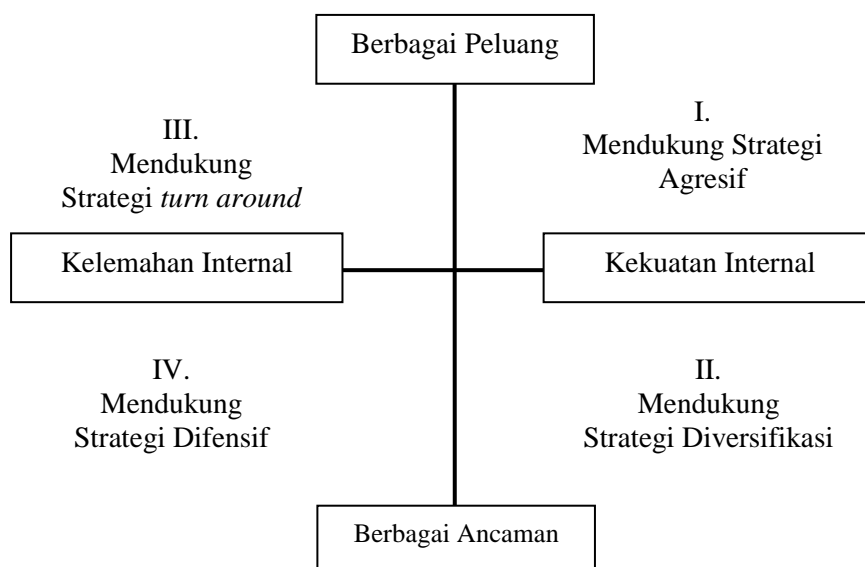 Berbagai Peluang
III.
Mendukung
Strategi turn around
I.
Mendukung Strategi
Agresif
Kelemahan Internal
Kekuatan Internal
IV.
Mendukung
Strategi Difensif
II.
Mendukung
Strategi Diversifikasi
Berbagai Ancaman